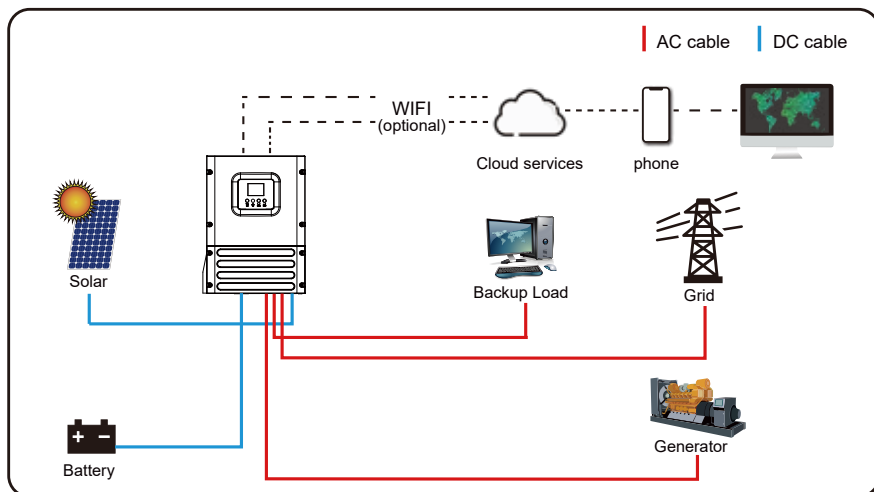 AC cable
DC cable
WIFI
(optional)
Cloud services
phone
Solar
Backup Load
Grid
Battery
Generator